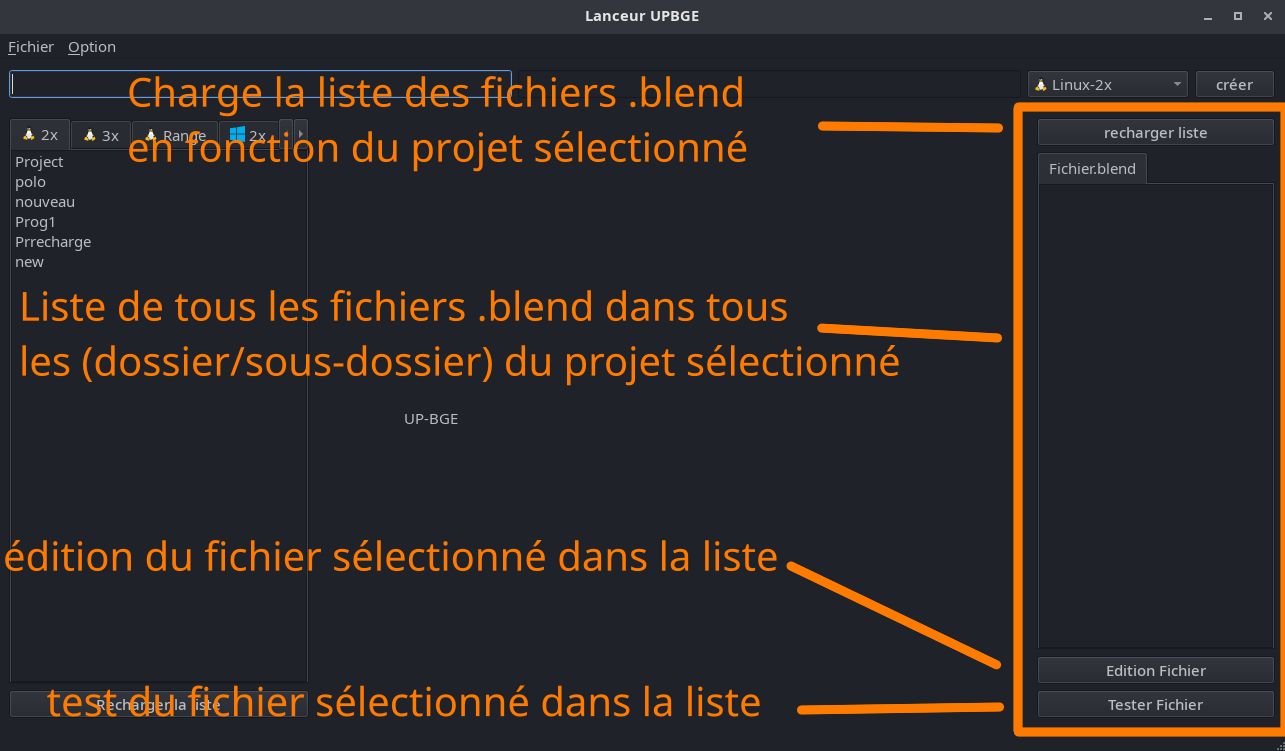 Lanceur UPBGE
Fichier Option
Charge la liste des fichiers .blend
Linux-2x
créer
2x
3x
Range
2x
en fonction du projet sélectionné
recharger liste
Fichier.blend
Project
polo
nouveau
Prog1
Prrecharge
new
Liste de tous les fichiers .blend dans tous
les (dossier/sous-dossier) du projet sélectionné
UP-BGE
édition du fichier sélectionné dans la liste
Edition Fichier
Recharger la liste
test du fichier sélectionné dans la liste
Tester Fichier